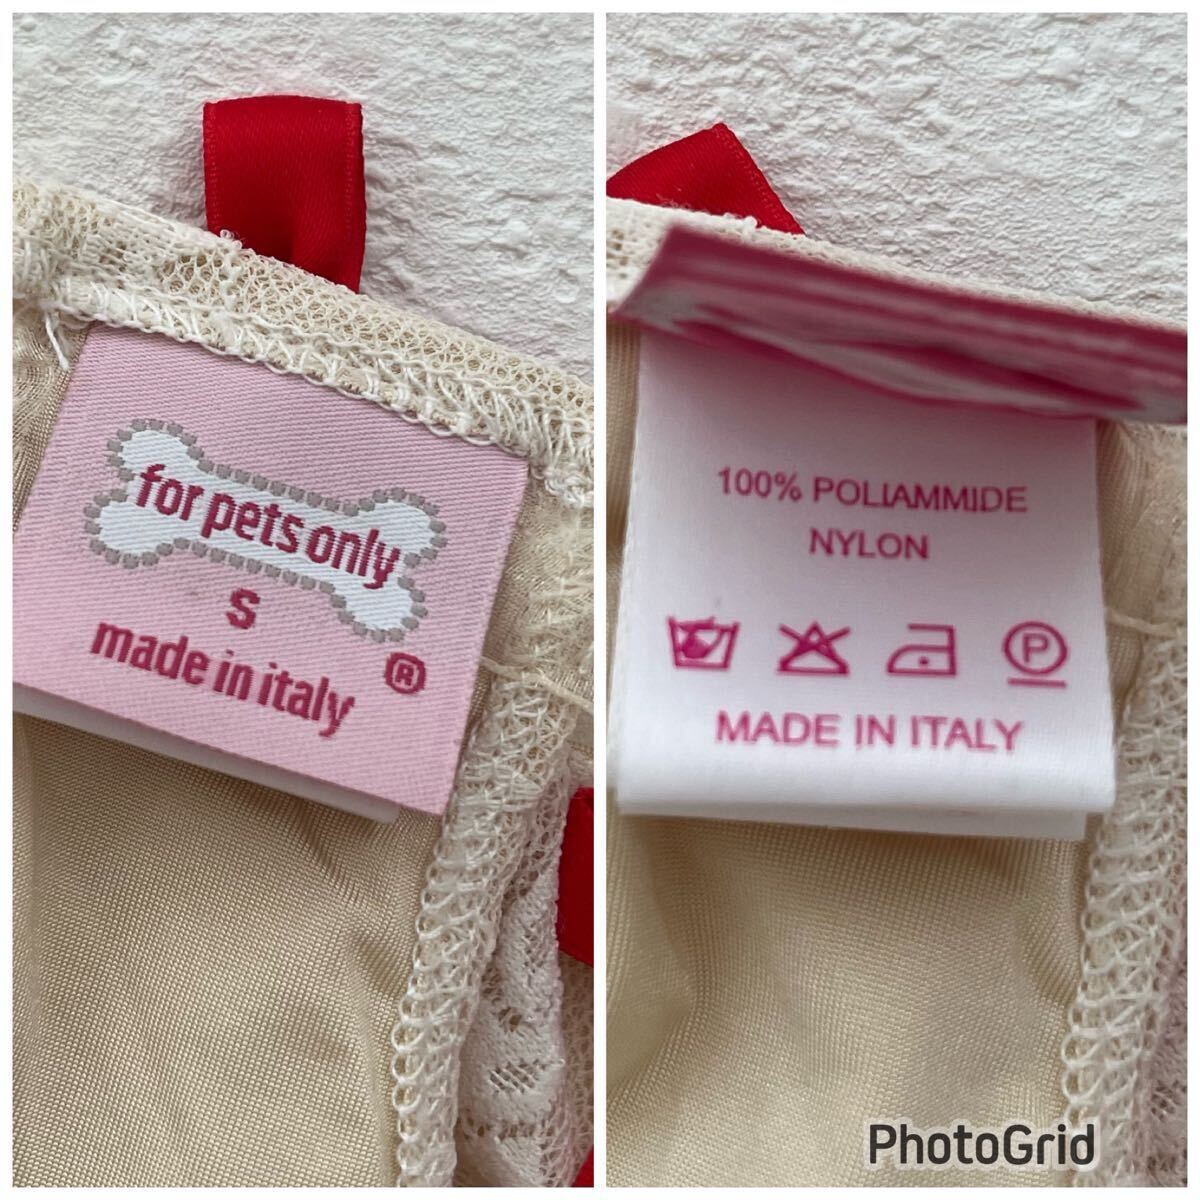 for pets only
S
made in italy ®
100% POLIAMMIDE
NYLON
P
MADE IN ITALY
PhotoGrid